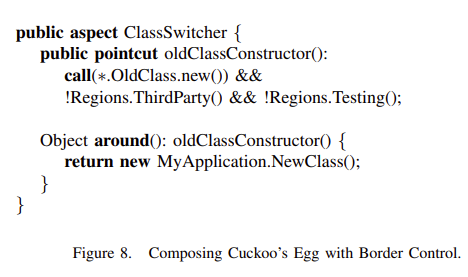 public aspect ClassSwitcher {
public pointcut oldClassConstructor():
call(*.OldClass.new()) &&
!Regions.ThirdParty() && !Regions.Testing();
Object around(): oldClassConstructor() {
return new MyApplication.NewClass();
}
}
Figure 8. Composing Cuckoo's Egg with Border Control.